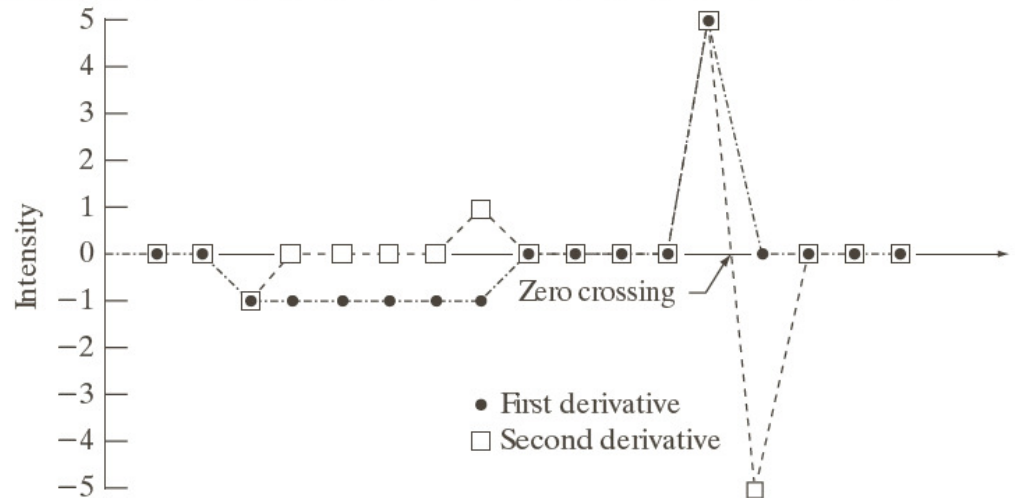 5
4
3
2
1
0
−1
−2
−3
−4
−5
Intensity
Zero crossing
First derivative
Second derivative